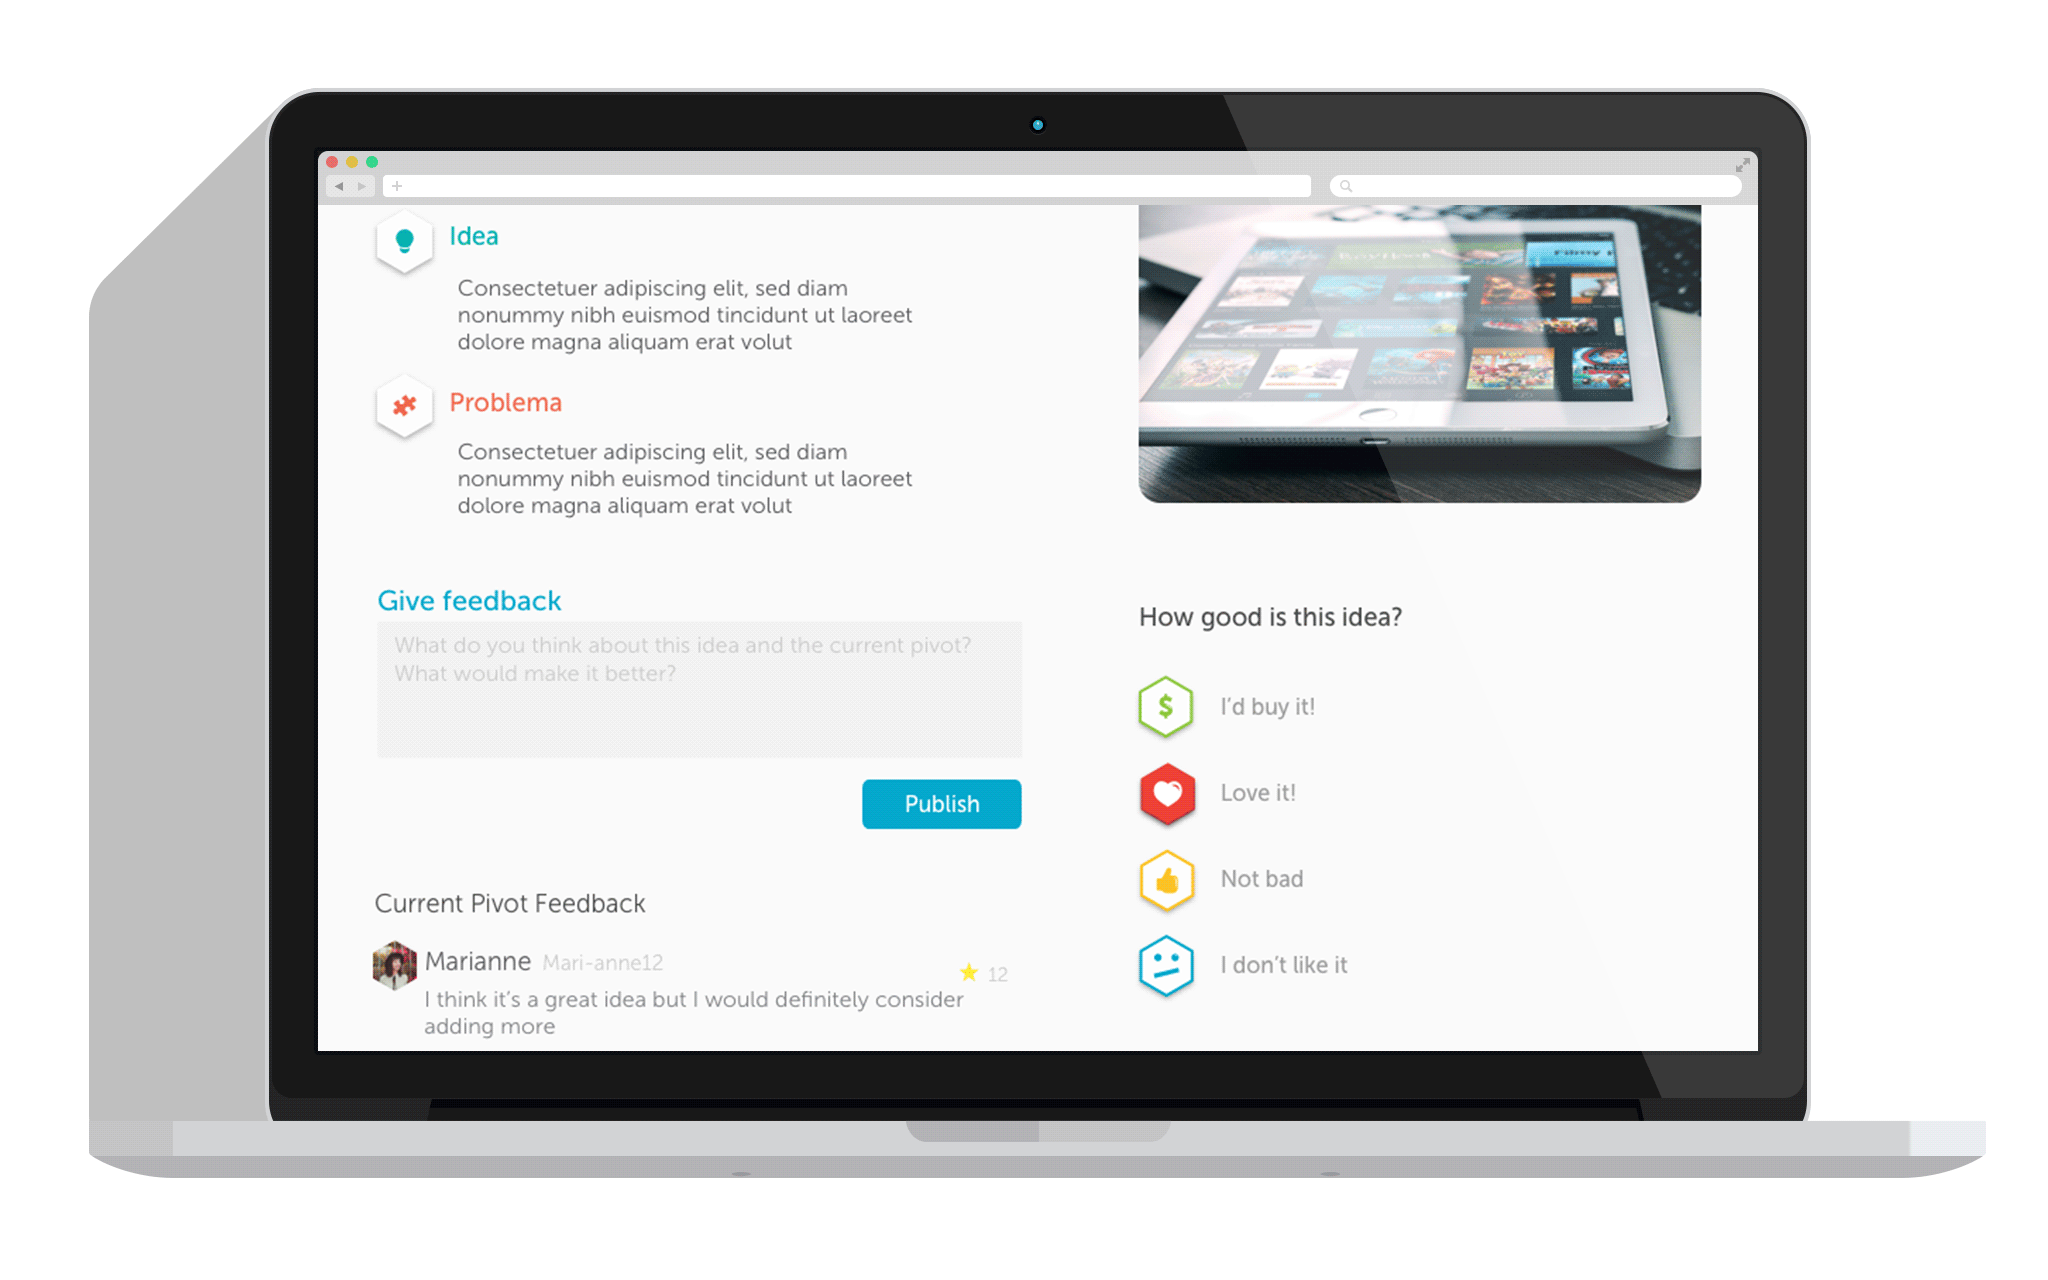 Idea
Consectetuer adipiscing elit, sed diam
nonummy nibh euismod tincidunt ut laoreet
dolore magna aliquam erat volut
Problema
Consectetuer adipiscing elit, sed diam
nonummy nibh euismod tincidunt ut laoreet
dolore magna aliquam erat volut
Give feedback
What do you think about this idea and the current pivot?
What would make it better?
Publish
Current Pivot Feedback
Marianne Mari-anne12
12
I think it’s a great idea but I would definitely consider
adding more
How good is this idea?
$
I’d buy it!
Love it!
Not bad
I don’t like it